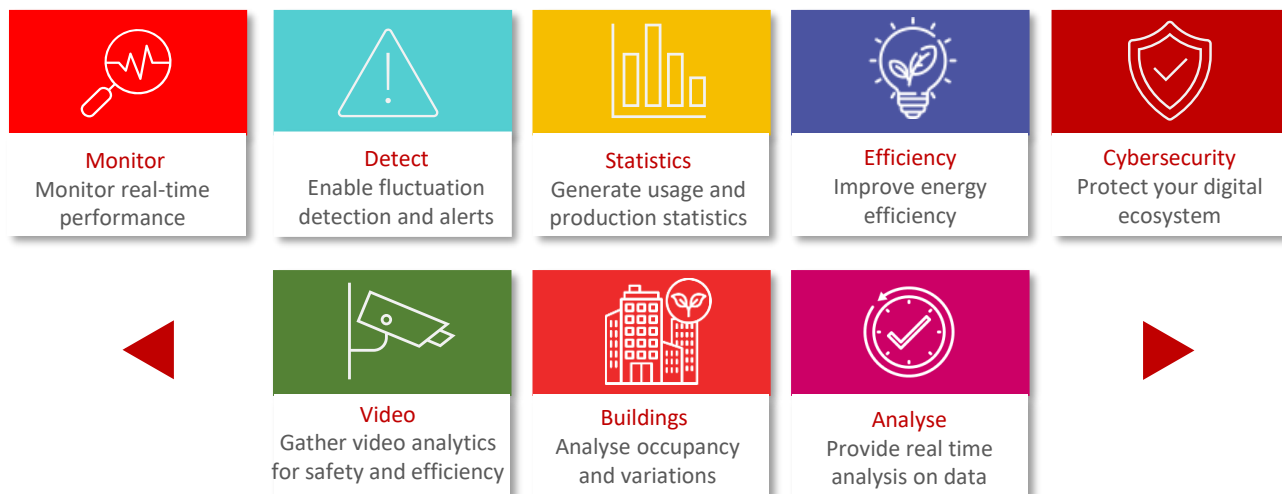 Monitor
Monitor real-time
performance
Detect
Enable fluctuation
detection and alerts
Statistics
Generate usage and
production statistics
Efficiency
Improve energy
efficiency
Cybersecurity
Protect your digital
ecosystem
Video
Gather video analytics
for safety and efficiency
Buildings
Analyse occupancy
and variations
Analyse
Provide real time
analysis on data